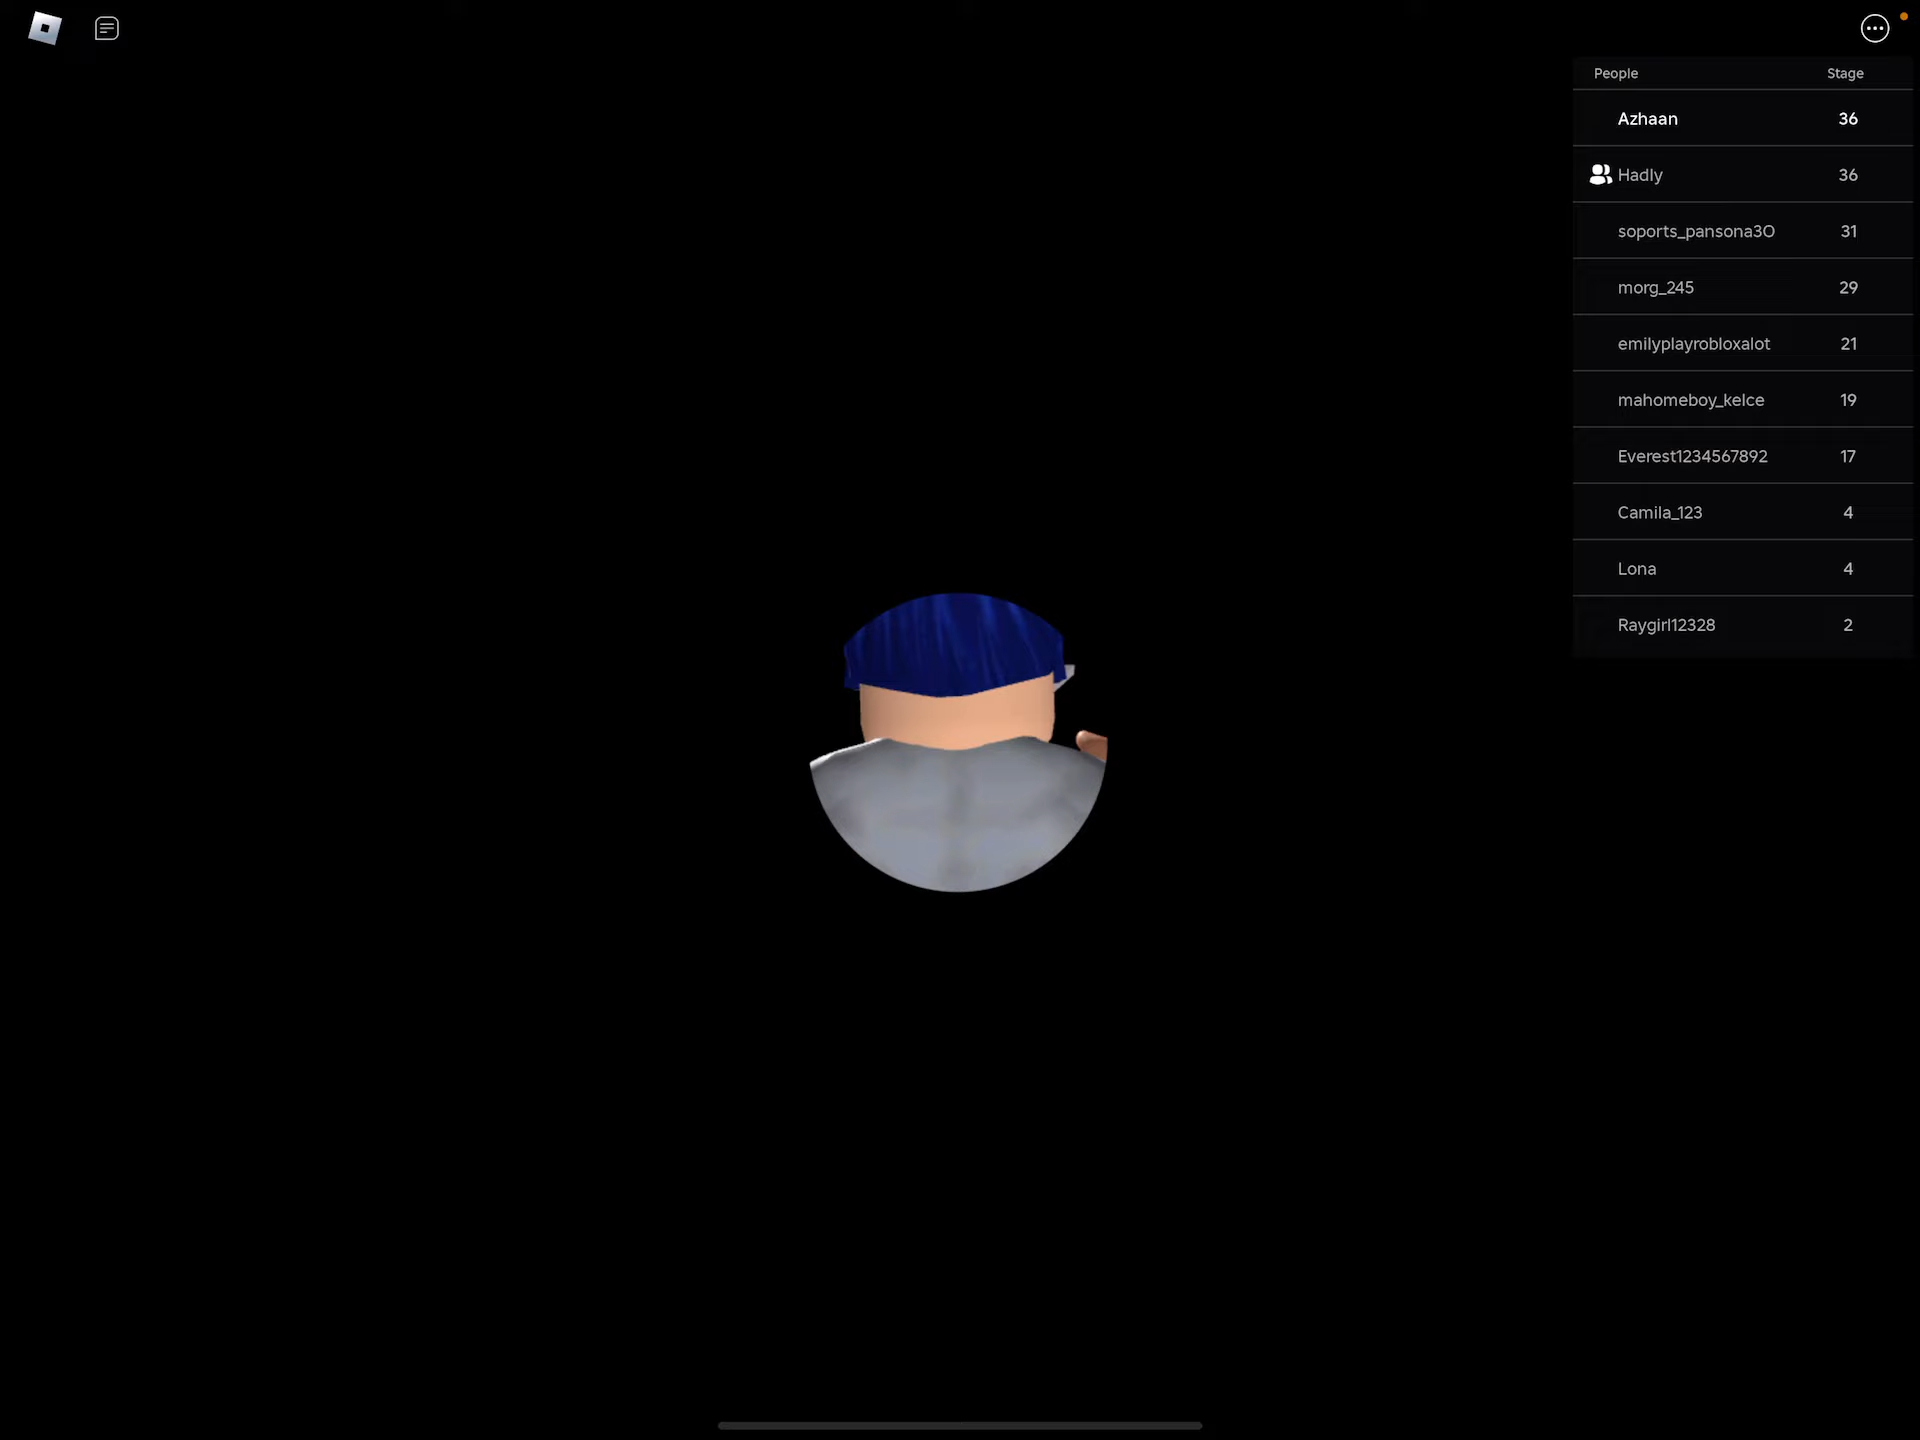 People Stage
Azhaan 36
Hadly 36
soports_pansona3O 31
morg_245 29
emilyplayrobloxalot 21
mahomeboy_kelce 19
Everest1234567892 17
Camila_123 4
Lona 4
Raygirl12328 2